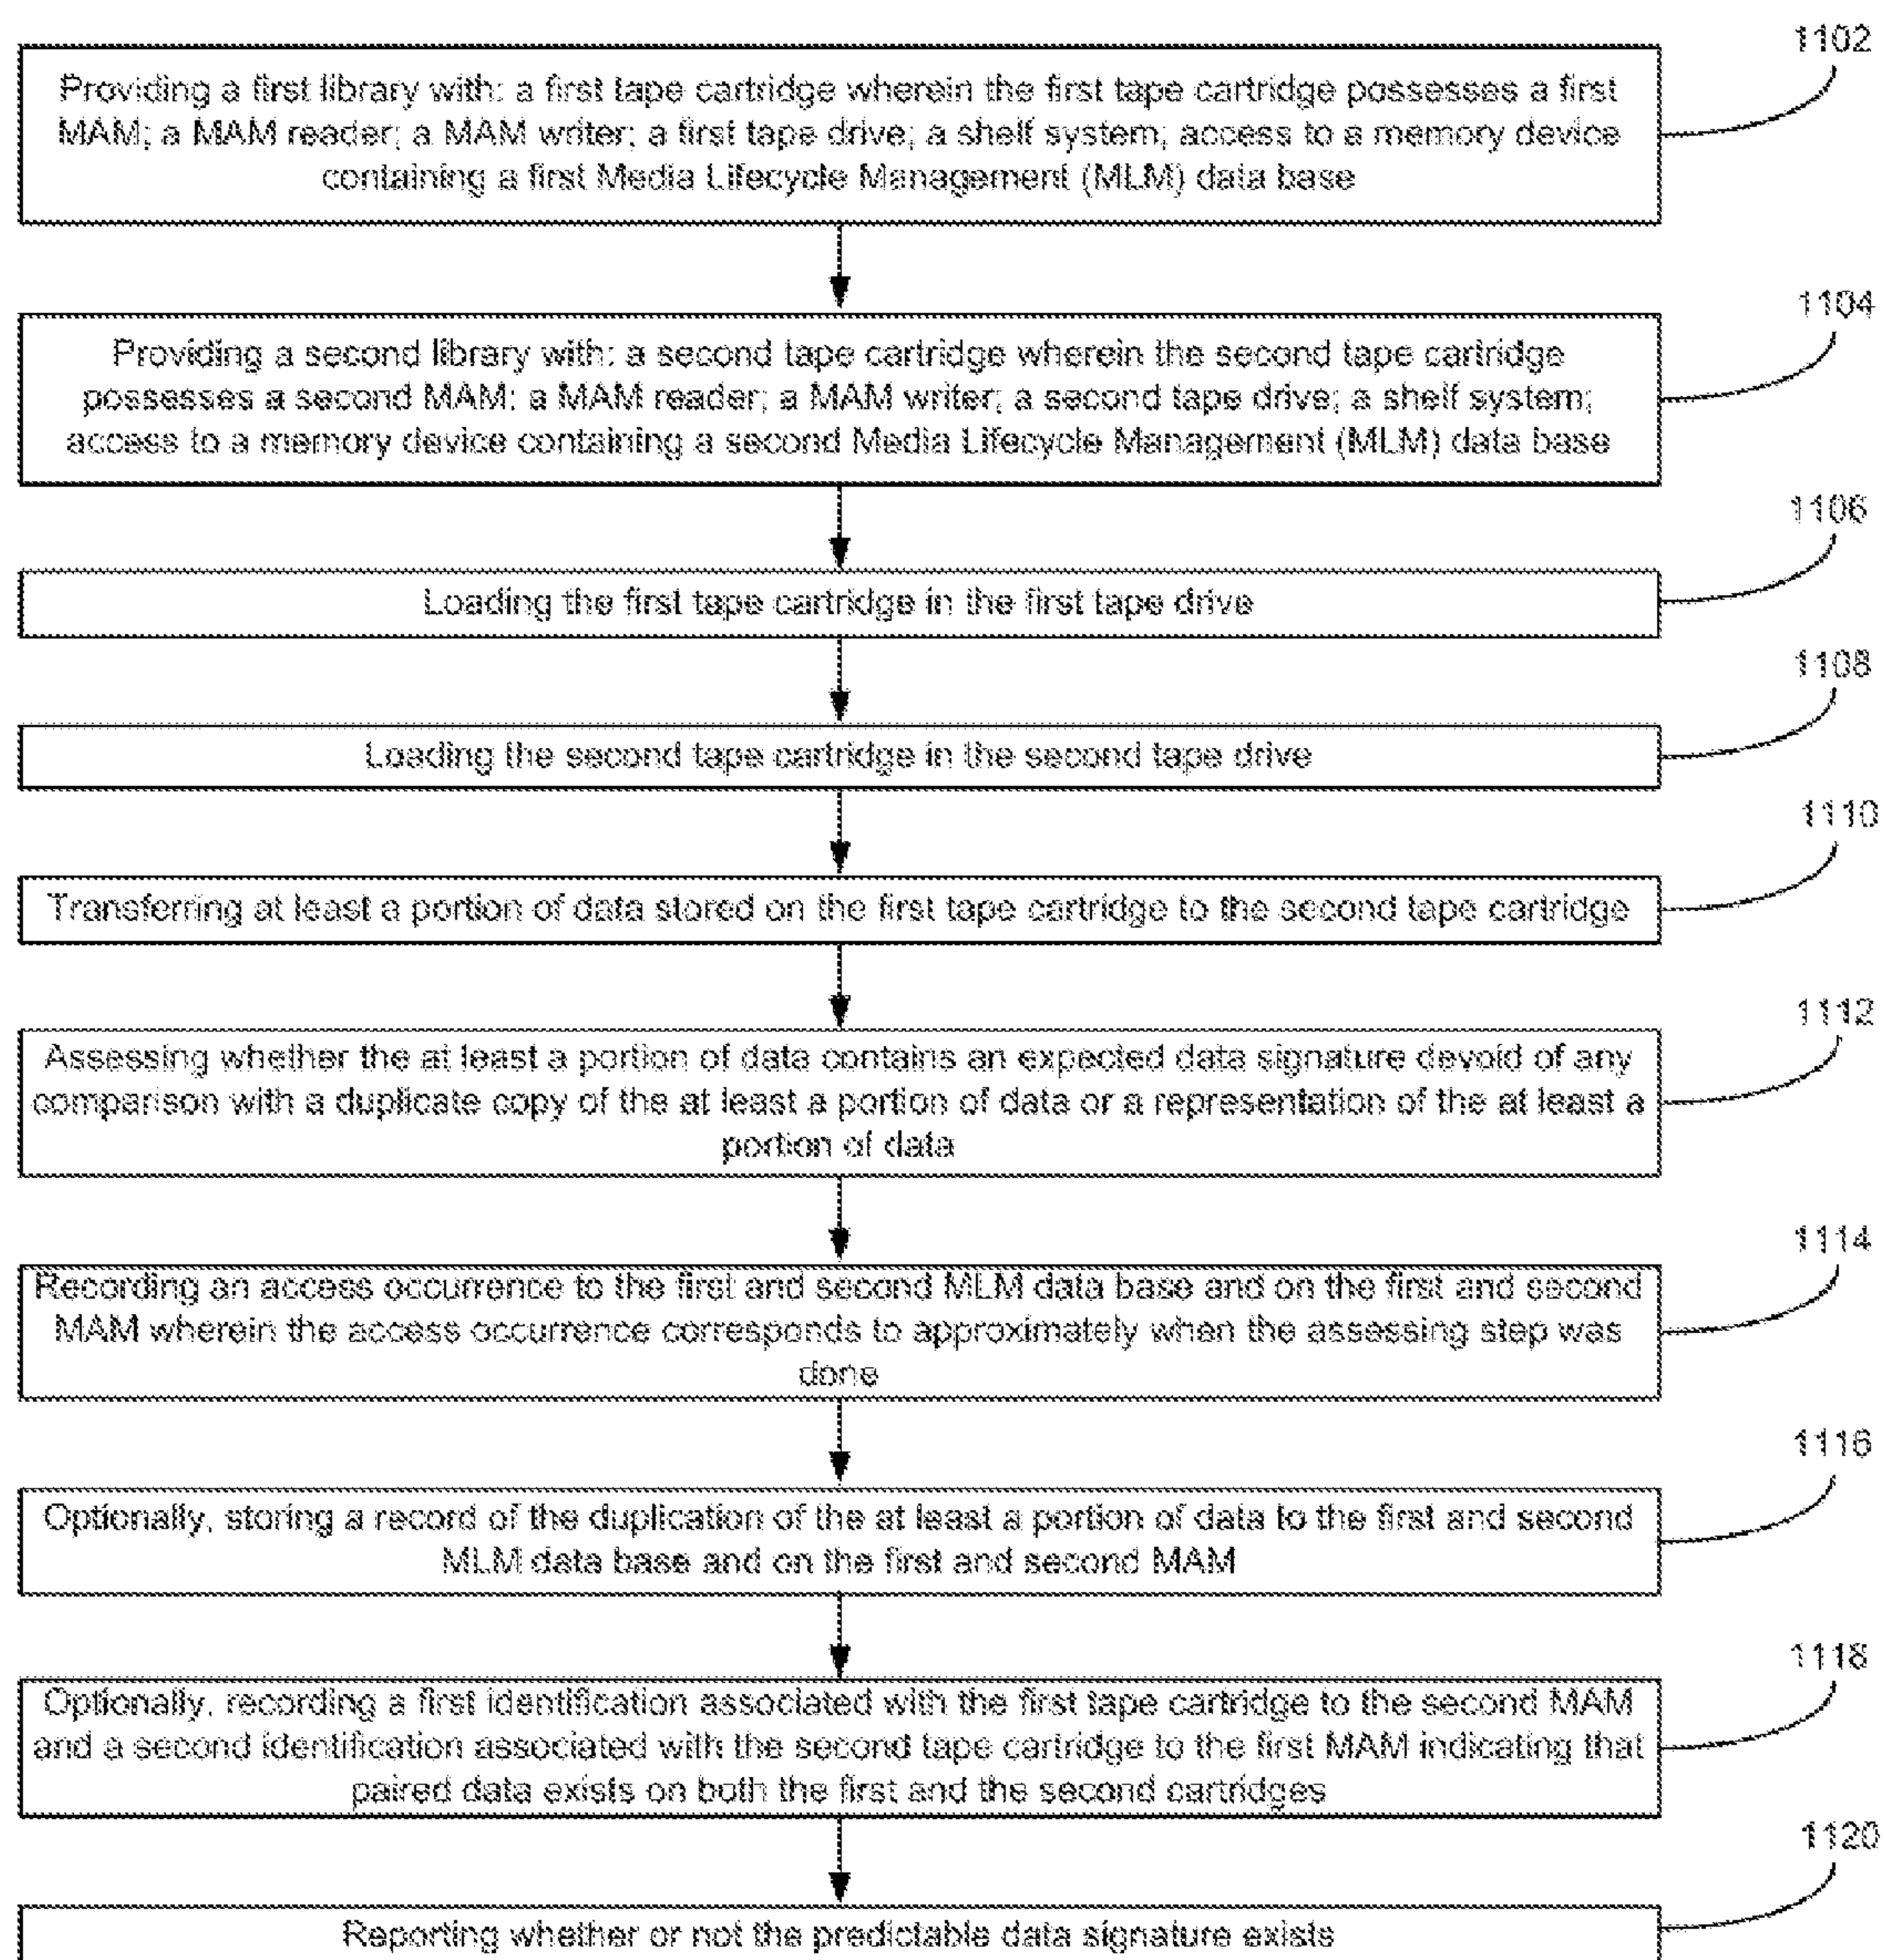 1102
Providing a first library with: a first tape cartridge wherein the first tape cartridge possesses a first
MAM; a MAM reader; a MAM writer; a first tape drive; a shelf system; access to a memory device
containing a first Media Lifecycle Management (MLM) data base
1104
Providing a second library with: a second tape cartridge wherein the second tape cartridge
possesses a second MAM: a MAM reader; a MAM writer; a second tape drive; a shelf system;
access to a memory device containing a second Media Lifecycle Management (MLM) data base
1106
Loading the first tape cartridge in the first tape drive
1108
Loading the second tape cartridge in the second tape drive
1110
Transferring at least a portion of data stored on the first tape cartridge to the second tape cartridge
1112
Assessing whether the at least a portion of data contains an expected data signature devoid of any
comparison with a duplicate copy of the at least a portion of data or a representation of the at least a
portion of data
1114
Recording an access occurrence to the first and second MLM data base and on the first and second
MAM wherein the access occurrence corresponds to approximately when the assessing step was
done
1116
Optionally, storing a record of the duplication of the at least a portion of data to the first and second
MLM data base and on the first and second MAM
1118
Optionally, recording a first identification associated with the first tape cartridge to the second MAM
and a second identification associated with the second tape cartridge to the first MAM indicating that
paired data exists on both the first and the second cartridges
1120
Reporting whether or not the predictable data signature exists